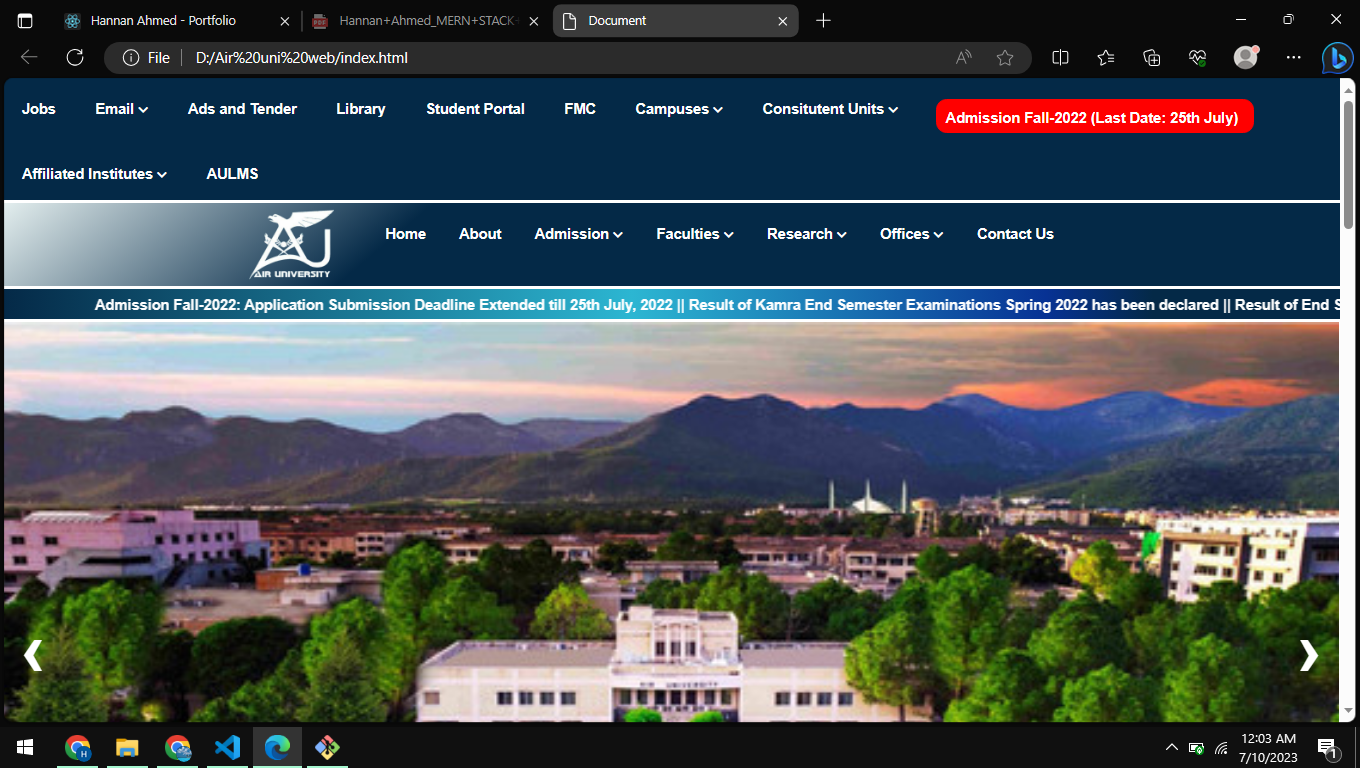 Hannan Ahmed - Portfolio
Hannan+Ahmed_MERN+STACK
Document
File
D:/Air%20uni%20web/index.html
Jobs Email Ads and Tender Library Student Portal FMC Campuses Consitutent Units Admission Fall-2022 (Last Date: 25th July)
Affiliated Institutes AULMS
AIR UNIVERSITY
Home About Admission Faculties Research Offices Contact Us
Admission Fall-2022: Application Submission Deadline Extended till 25th July, 2022 || Result of Kamra End Semester Examinations Spring 2022 has been declared || Result of End S
AIR UNIVERSITY
12:03 AM
7/10/2023
1